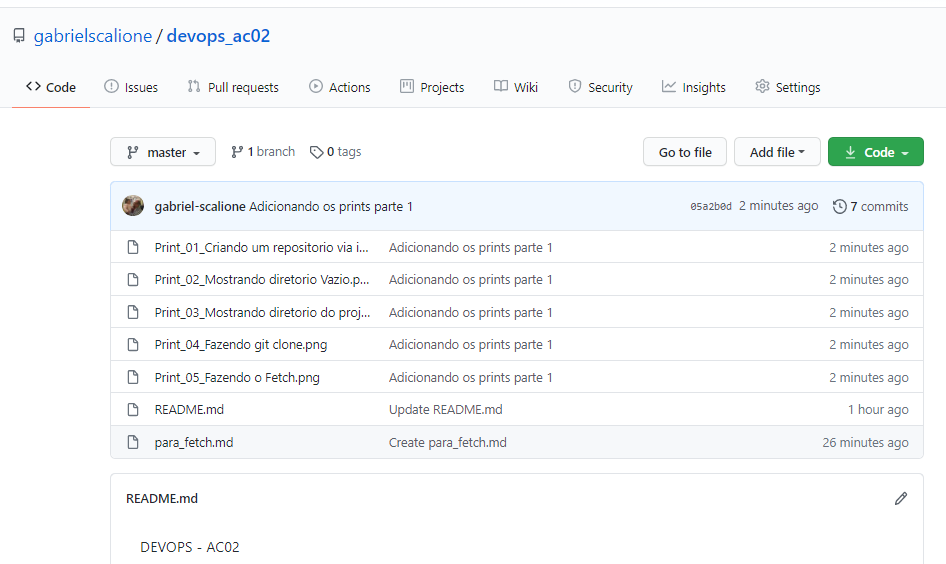 gabrielscalione / devops_ac02
Code Issues Pull requests Actions Projects Wiki Security Insights Settings
master 1 branch 0 tags Go to file Add file Code
gabriel-scalione Adicionando os prints parte 1 05a2b0d 2 minutes ago 7 commits
Print_01_Criando um repositorio via i... Adicionando os prints parte 1 2 minutes ago
Print_02_Mostrando diretorio Vazio.p... Adicionando os prints parte 1 2 minutes ago
Print_03_Mostrando diretorio do proj... Adicionando os prints parte 1 2 minutes ago
Print_04_Fazendo git clone.png Adicionando os prints parte 1 2 minutes ago
Print_05_Fazendo o Fetch.png Adicionando os prints parte 1 2 minutes ago
README.md Update README.md 1 hour ago
para_fetch.md Create para_fetch.md 26 minutes ago
README.md
DEVOPS - AC02